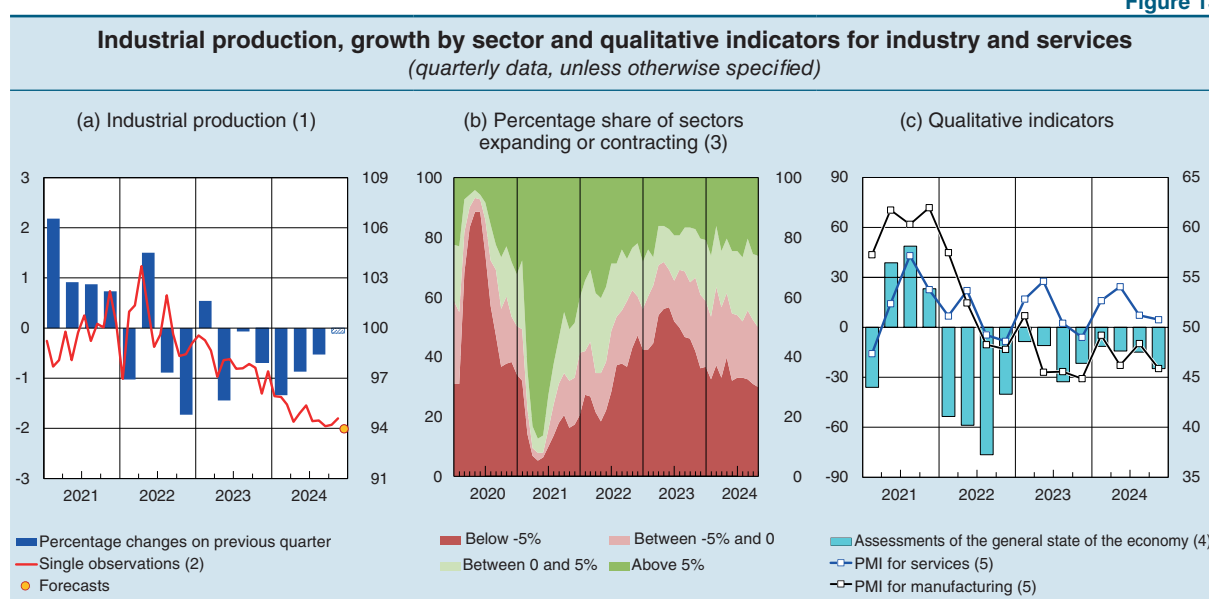 Figure 1
Industrial production, growth by sector and qualitative indicators for industry and services
(quarterly data, unless otherwise specified)
(a) Industrial production (1)
3
2
1
0
-1
-2
-3
109
106
103
100
97
94
91
2021 2022 2023 2024
Percentage changes on previous quarter
Single observations (2)
Forecasts
(b) Percentage share of sectors
expanding or contracting (3)
100
80
60
40
20
0
100
80
60
40
20
0
2020 2021 2022 2023 2024
Below -5% Between -5% and 0
Between 0 and 5% Above 5%
(c) Qualitative indicators
90
60
30
0
-30
-60
-90
65
60
55
50
45
40
35
2021 2022 2023 2024
Assessments of the general state of the economy (4)
PMI for services (5)
PMI for manufacturing (5)